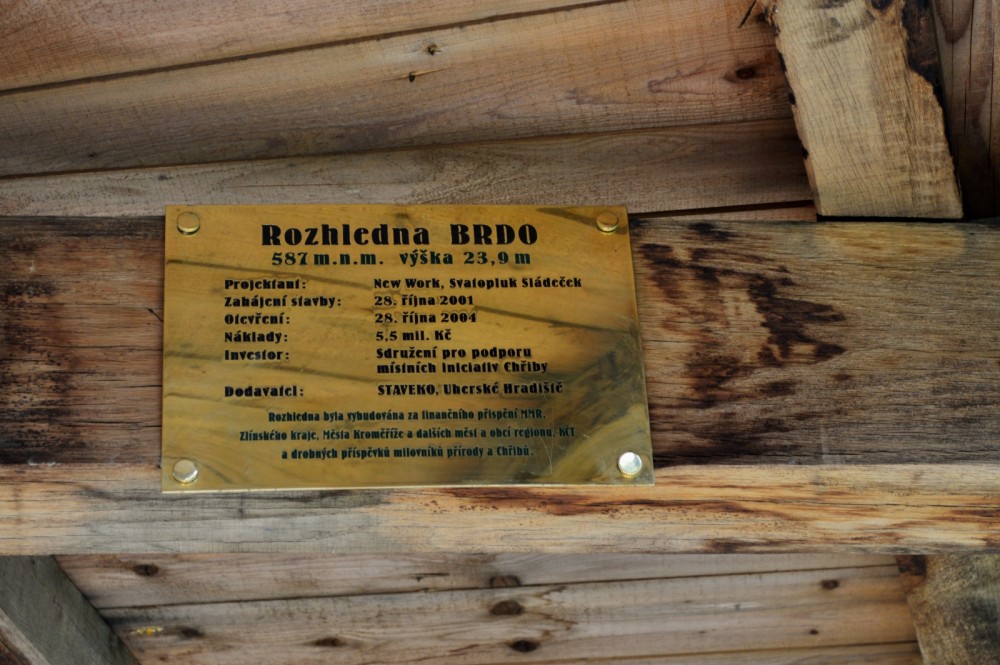 Rozhledna BRDO
587 m.n.m. výška 23,9 m
Projektant: New Work, Svatopluk Sládeček
Zahájení stavby: 28. října 2001
Otevření: 28. října 2004
Náklady: 5,5 mil. Kč
Investor: Sdružení pro podporu
místních iniciativ Chřiby
Dodavatel: STAVEKO, Uherské Hradiště
Rozhledna byla vybudována za finančního přispění MMR,
Zlínského kraje, Města Kroměříže a dalších měst a obcí regionu, KČT
a drobných příspěvků milovníků přírody a Chřibů.